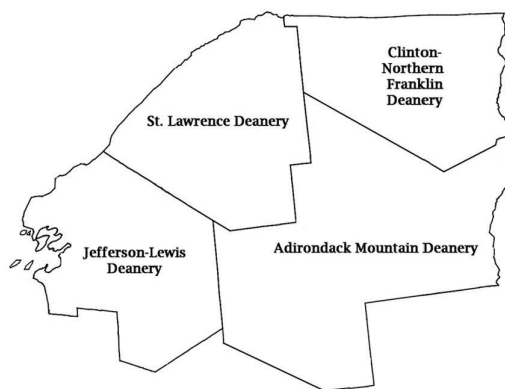 Clinton-
Northern
Franklin
Deanery
St. Lawrence Deanery
Jefferson-Lewis
Deanery
Adirondack Mountain Deanery